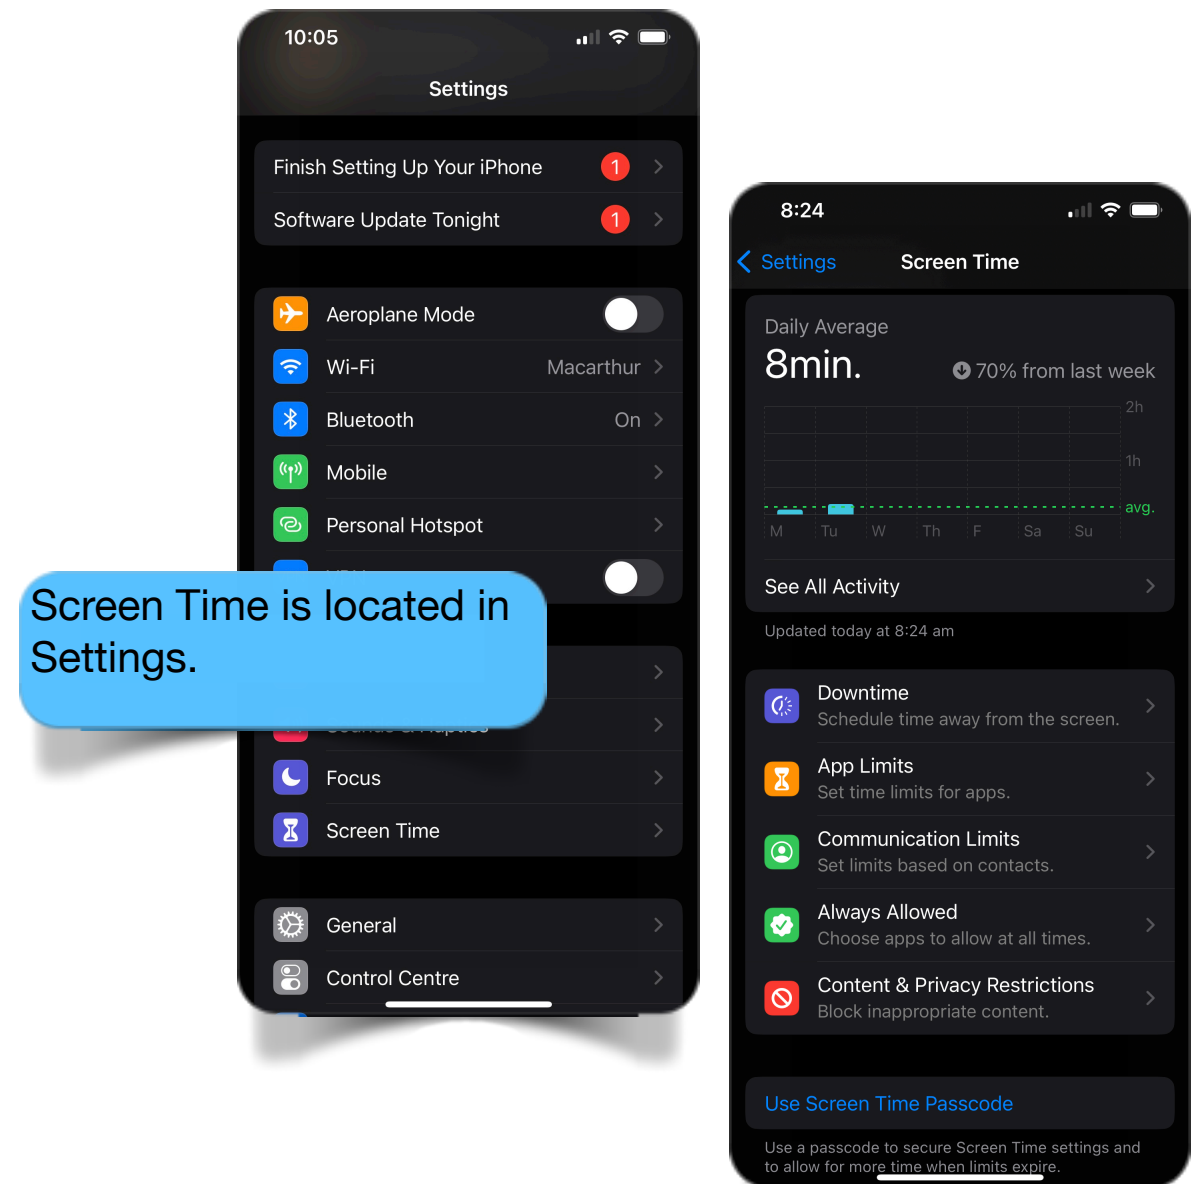 10:05
Settings
Finish Setting Up Your iPhone 1
Software Update Tonight 1
Aeroplane Mode
Wi-Fi Macarthur
Bluetooth On
Mobile
Personal Hotspot
Screen Time is located in
Settings.
Focus
Screen Time
General
Control Centre
8:24
Settings Screen Time
Daily Average
8min. 70% from last week
2h
1h
avg.
M Tu W Th F Sa Su
See All Activity
Updated today at 8:24 am
Downtime
Schedule time away from the screen.
App Limits
Set time limits for apps.
Communication Limits
Set limits based on contacts.
Always Allowed
Choose apps to allow at all times.
Content & Privacy Restrictions
Block inappropriate content.
Use Screen Time Passcode
Use a passcode to secure Screen Time settings and
to allow for more time when limits expire.